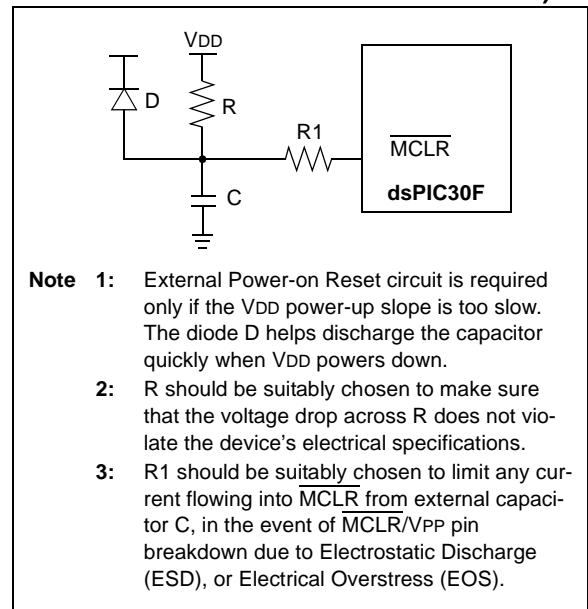 VDD
D
R
R1
MCLR
dsPIC30F
C
Note 1: External Power-on Reset circuit is required
only if the VDD power-up slope is too slow.
The diode D helps discharge the capacitor
quickly when VDD powers down.
2: R should be suitably chosen to make sure
that the voltage drop across R does not vio-
late the device's electrical specifications.
3: R1 should be suitably chosen to limit any cur-
rent flowing into MCLR from external capaci-
tor C, in the event of MCLR/VPP pin
breakdown due to Electrostatic Discharge
(ESD), or Electrical Overstress (EOS).